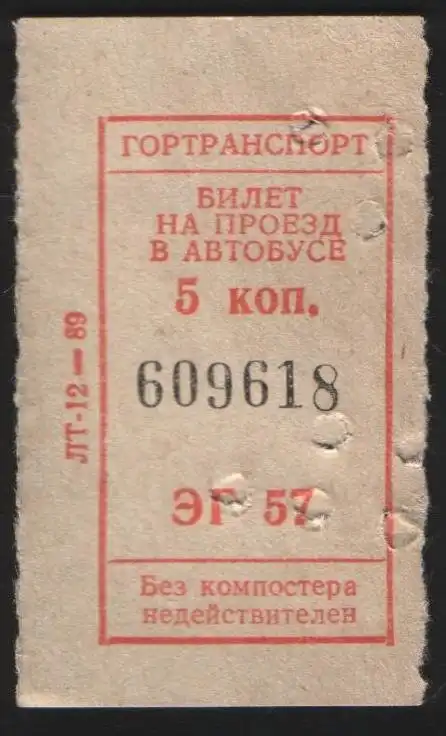 ГОРТРАНСПОРТ
БИЛЕТ
НА ПРОЕЗД
В АВТОБУСЕ
5 коп.
609618
ЭГ 57
Без компостера
недействителен
ЛТ-12—89